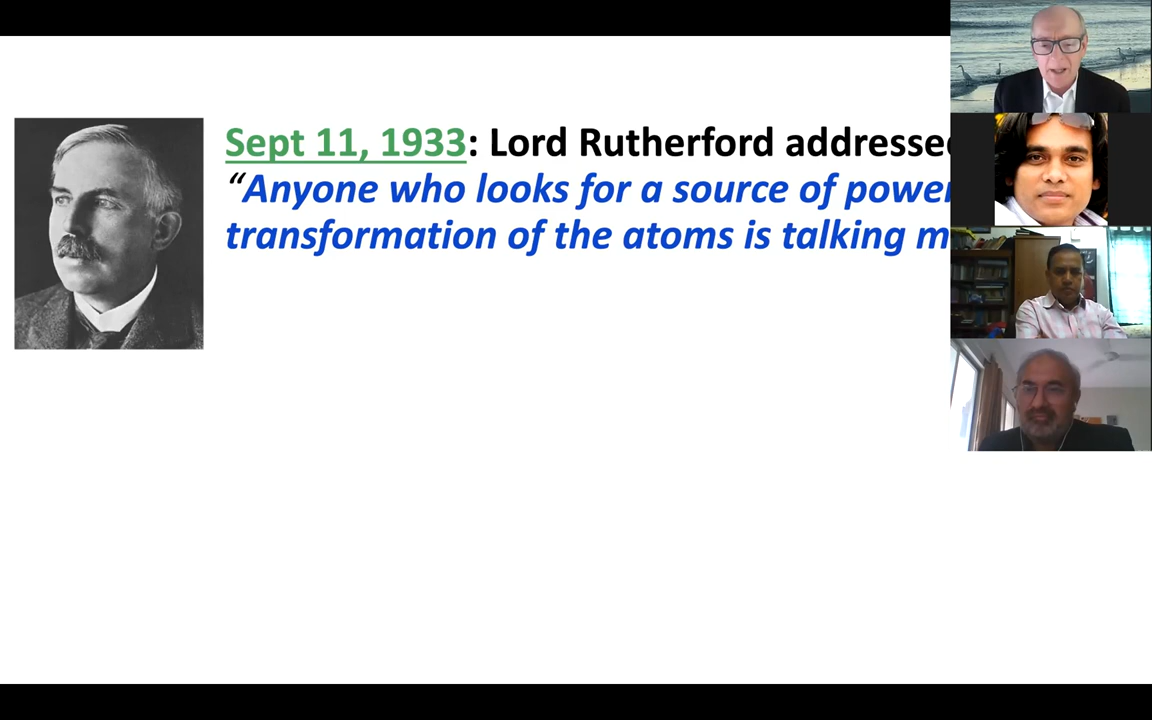 Sept 11, 1933: Lord Rutherford addressed
“Anyone who looks for a source of power
transformation of the atoms is talking m